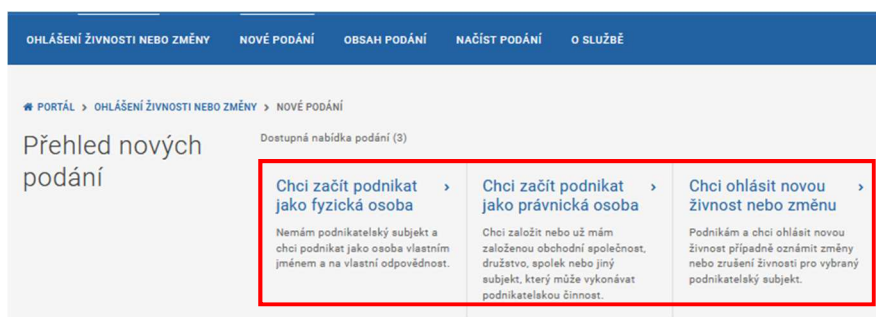 OHLÁŠENÍ ŽIVNOSTI NEBO ZMĚNY NOVÉ PODÁNÍ OBSAH PODÁNÍ NAČÍST PODÁNÍ O SLUŽBĚ
PORTÁL > OHLÁŠENÍ ŽIVNOSTI NEBO ZMĚNY > NOVÉ PODÁNÍ
Přehled nových
podání
Dostupná nabídka podání (3)
Chci začít podnikat >
jako fyzická osoba
Nemám podnikatelský subjekt a
chci podnikat jako osoba vlastním
jménem a na vlastní odpovědnost.
Chci začít podnikat >
jako právnická osoba
Chci založit nebo už mám
založenou obchodní společnost,
družstvo, spolek nebo jiný
subjekt, který může vykonávat
podnikatelskou činnost.
Chci ohlásit novou >
živnost nebo změnu
Podnikám a chci ohlásit novou
živnost případně oznámit změny
nebo zrušení živnosti pro vybraný
podnikatelský subjekt.